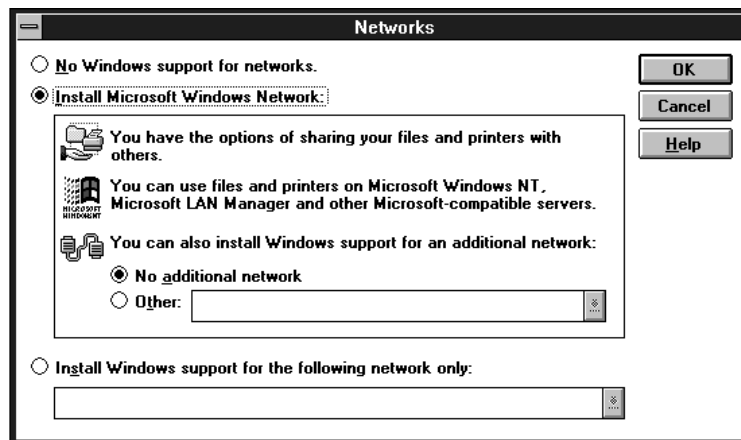 Networks
No Windows support for networks.
OK
Install Microsoft Windows Network:
Cancel
You have the options of sharing your files and printers with
others.
Help
You can use files and printers on Microsoft Windows NT,
Microsoft LAN Manager and other Microsoft-compatible servers.
MICROSOFT
WINDOWSNT
You can also install Windows support for an additional network:
No additional network
Other:
Install Windows support for the following network only: